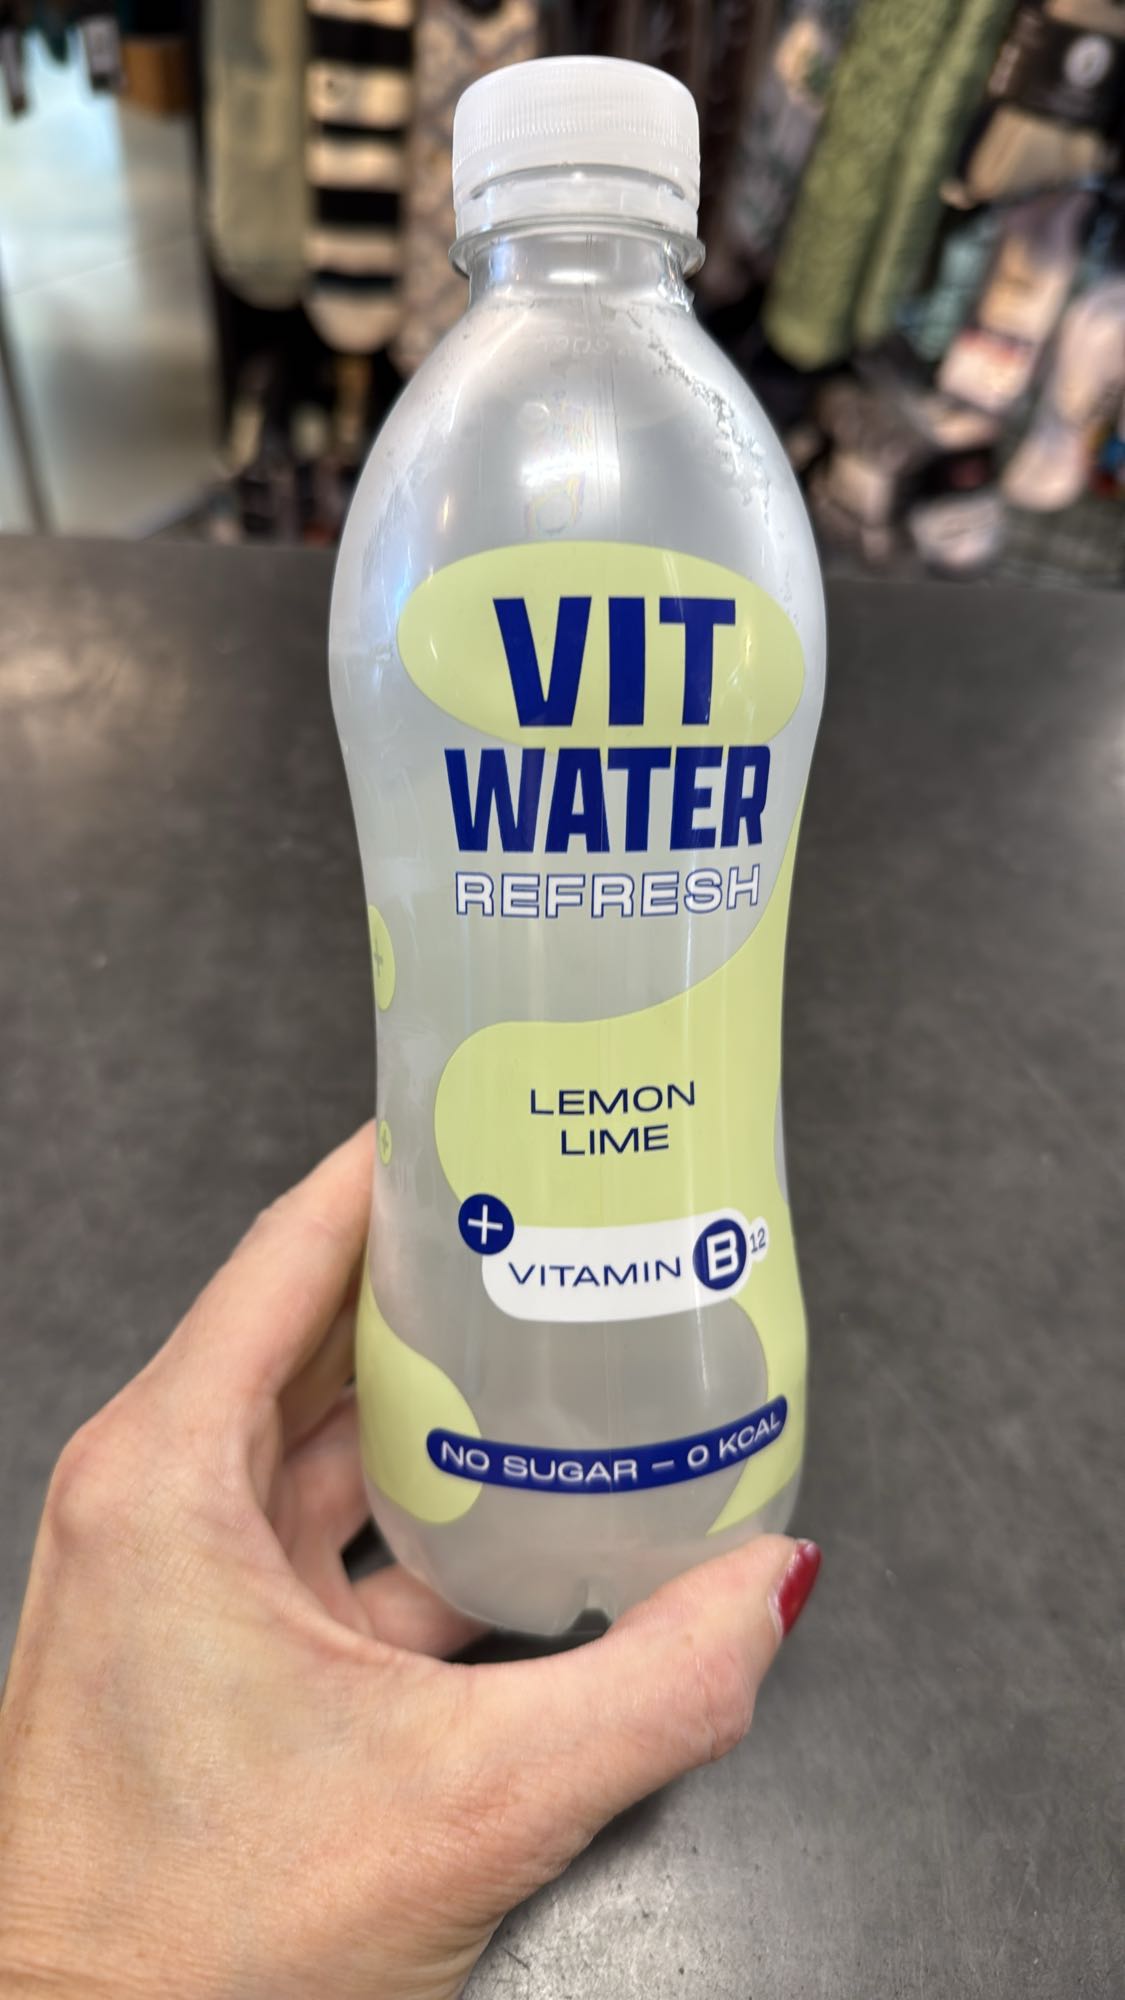 VIT
WATER
REFRESH
LEMON
LIME
+
VITAMIN B12
NO SUGAR – 0 KCAL